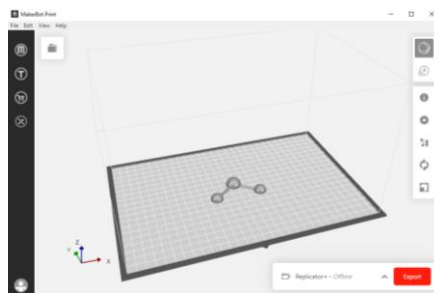 MakerBot Print
File Edit View Help
Z
Y
X
Replicator+ - Offline
Export